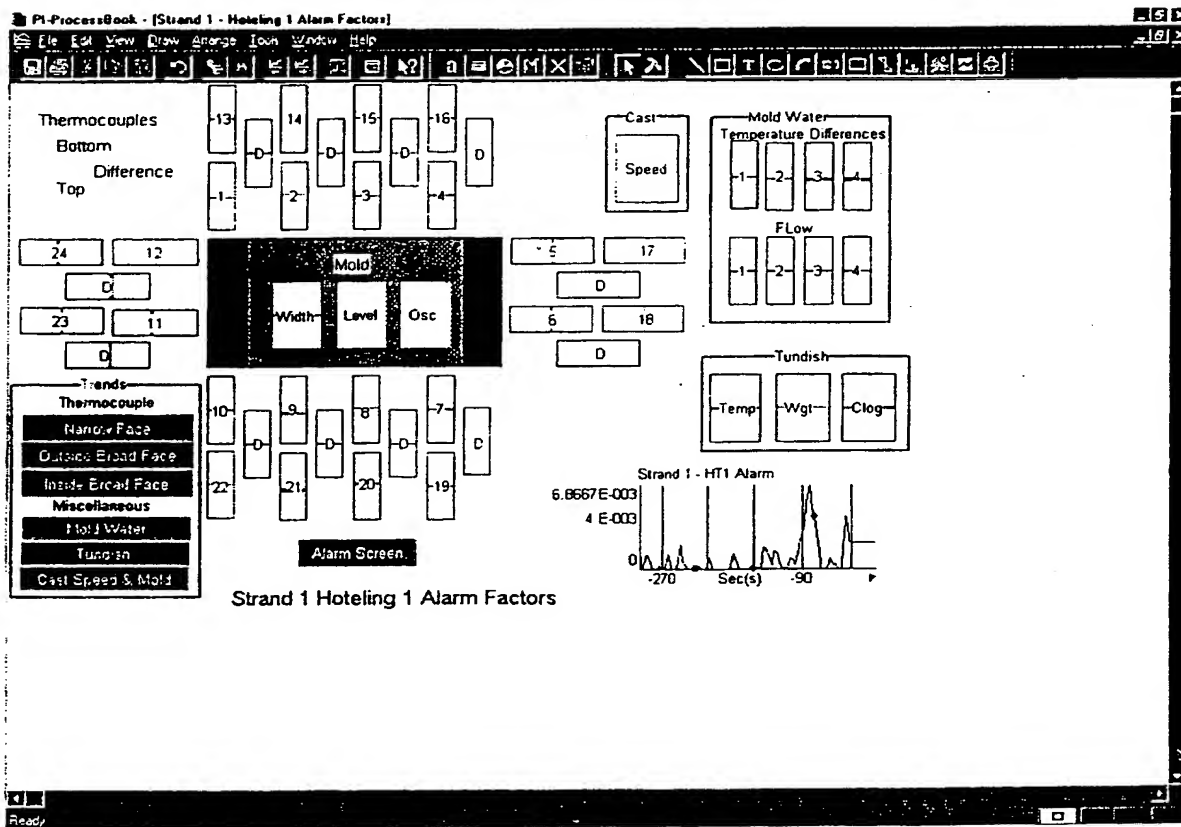 PI-ProcessBook - [Strand 1 - Hoteling 1 Alarm Factors]
File Edit View Draw Arrange Tools Window Help
Thermocouples
Bottom
Difference
Top
13 D 14 D 15 D 16 D
1 2 3 4
Cast
Speed
Mold Water
Temperature Differences
1 2 3 4
FLow
1 2 3 4
24 12
D
23 11
D
Mold
Width Level Osc
5 17
D
6 18
D
Tundish
Temp Wgt Clog
Trends
Thermocouple
Narrow Face
Outside Broad Face
Inside Broad Face
Miscellaneous
Mold Water
Tundish
Cast Speed & Mold
10 D 9 D 8 D 7 D
22 21 20 19
Alarm Screen
Strand 1 - HT1 Alarm
6.8667E-003
4 E-003
0
-270 Sec(s) -90
Strand 1 Hoteling 1 Alarm Factors
Ready